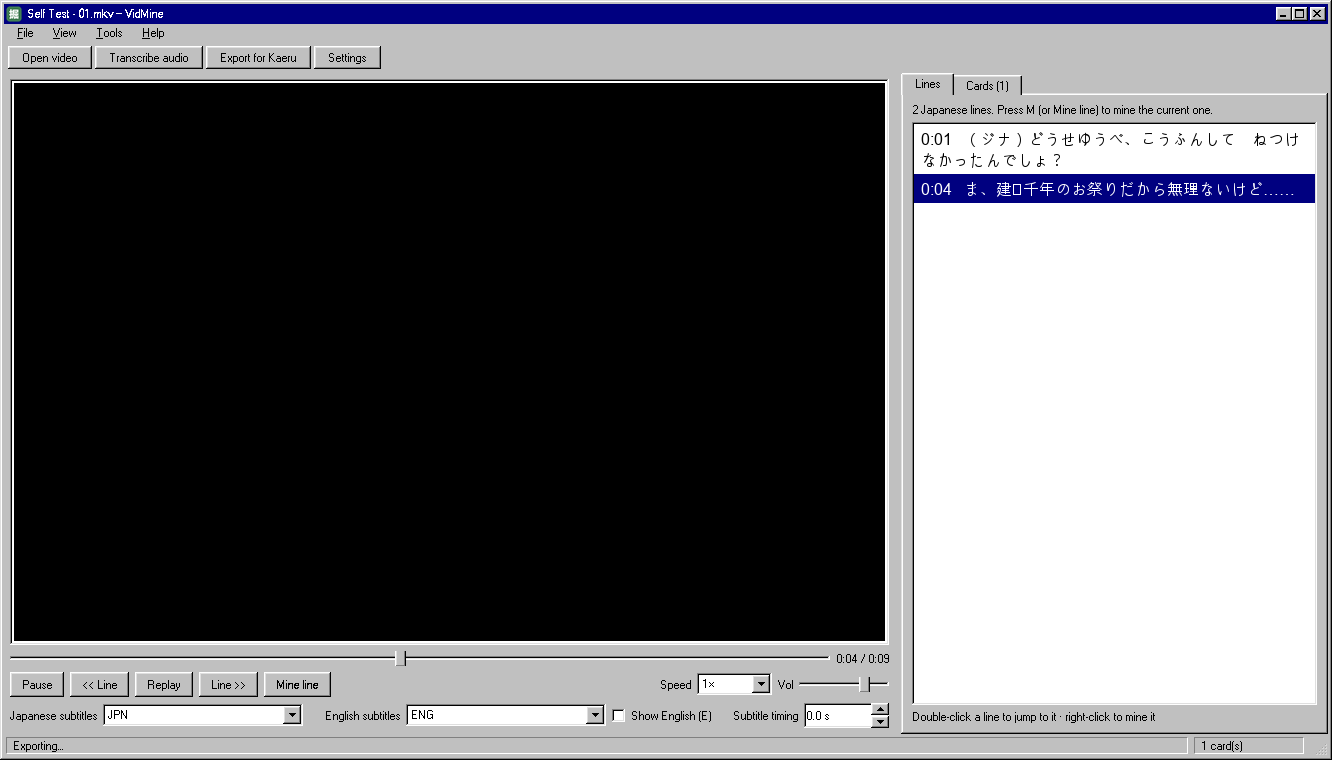 Self Test - 01.mkv – VidMine
File View Tools Help
Open video Transcribe audio Export for Kaeru Settings
Lines Cards (1)
2 Japanese lines. Press M (or Mine line) to mine the current one.
0:01 （ジナ）どうせゆうべ、こうふんして　ねつけ
なかったんでしょ？
0:04 ま、建□千年のお祭りだから無理ないけど……
0:04 / 0:09
Pause << Line Replay Line >> Mine line
Speed 1× Vol
Japanese subtitles JPN English subtitles ENG Show English (E) Subtitle timing 0.0 s
Double-click a line to jump to it · right-click to mine it
Exporting... 1 card(s)